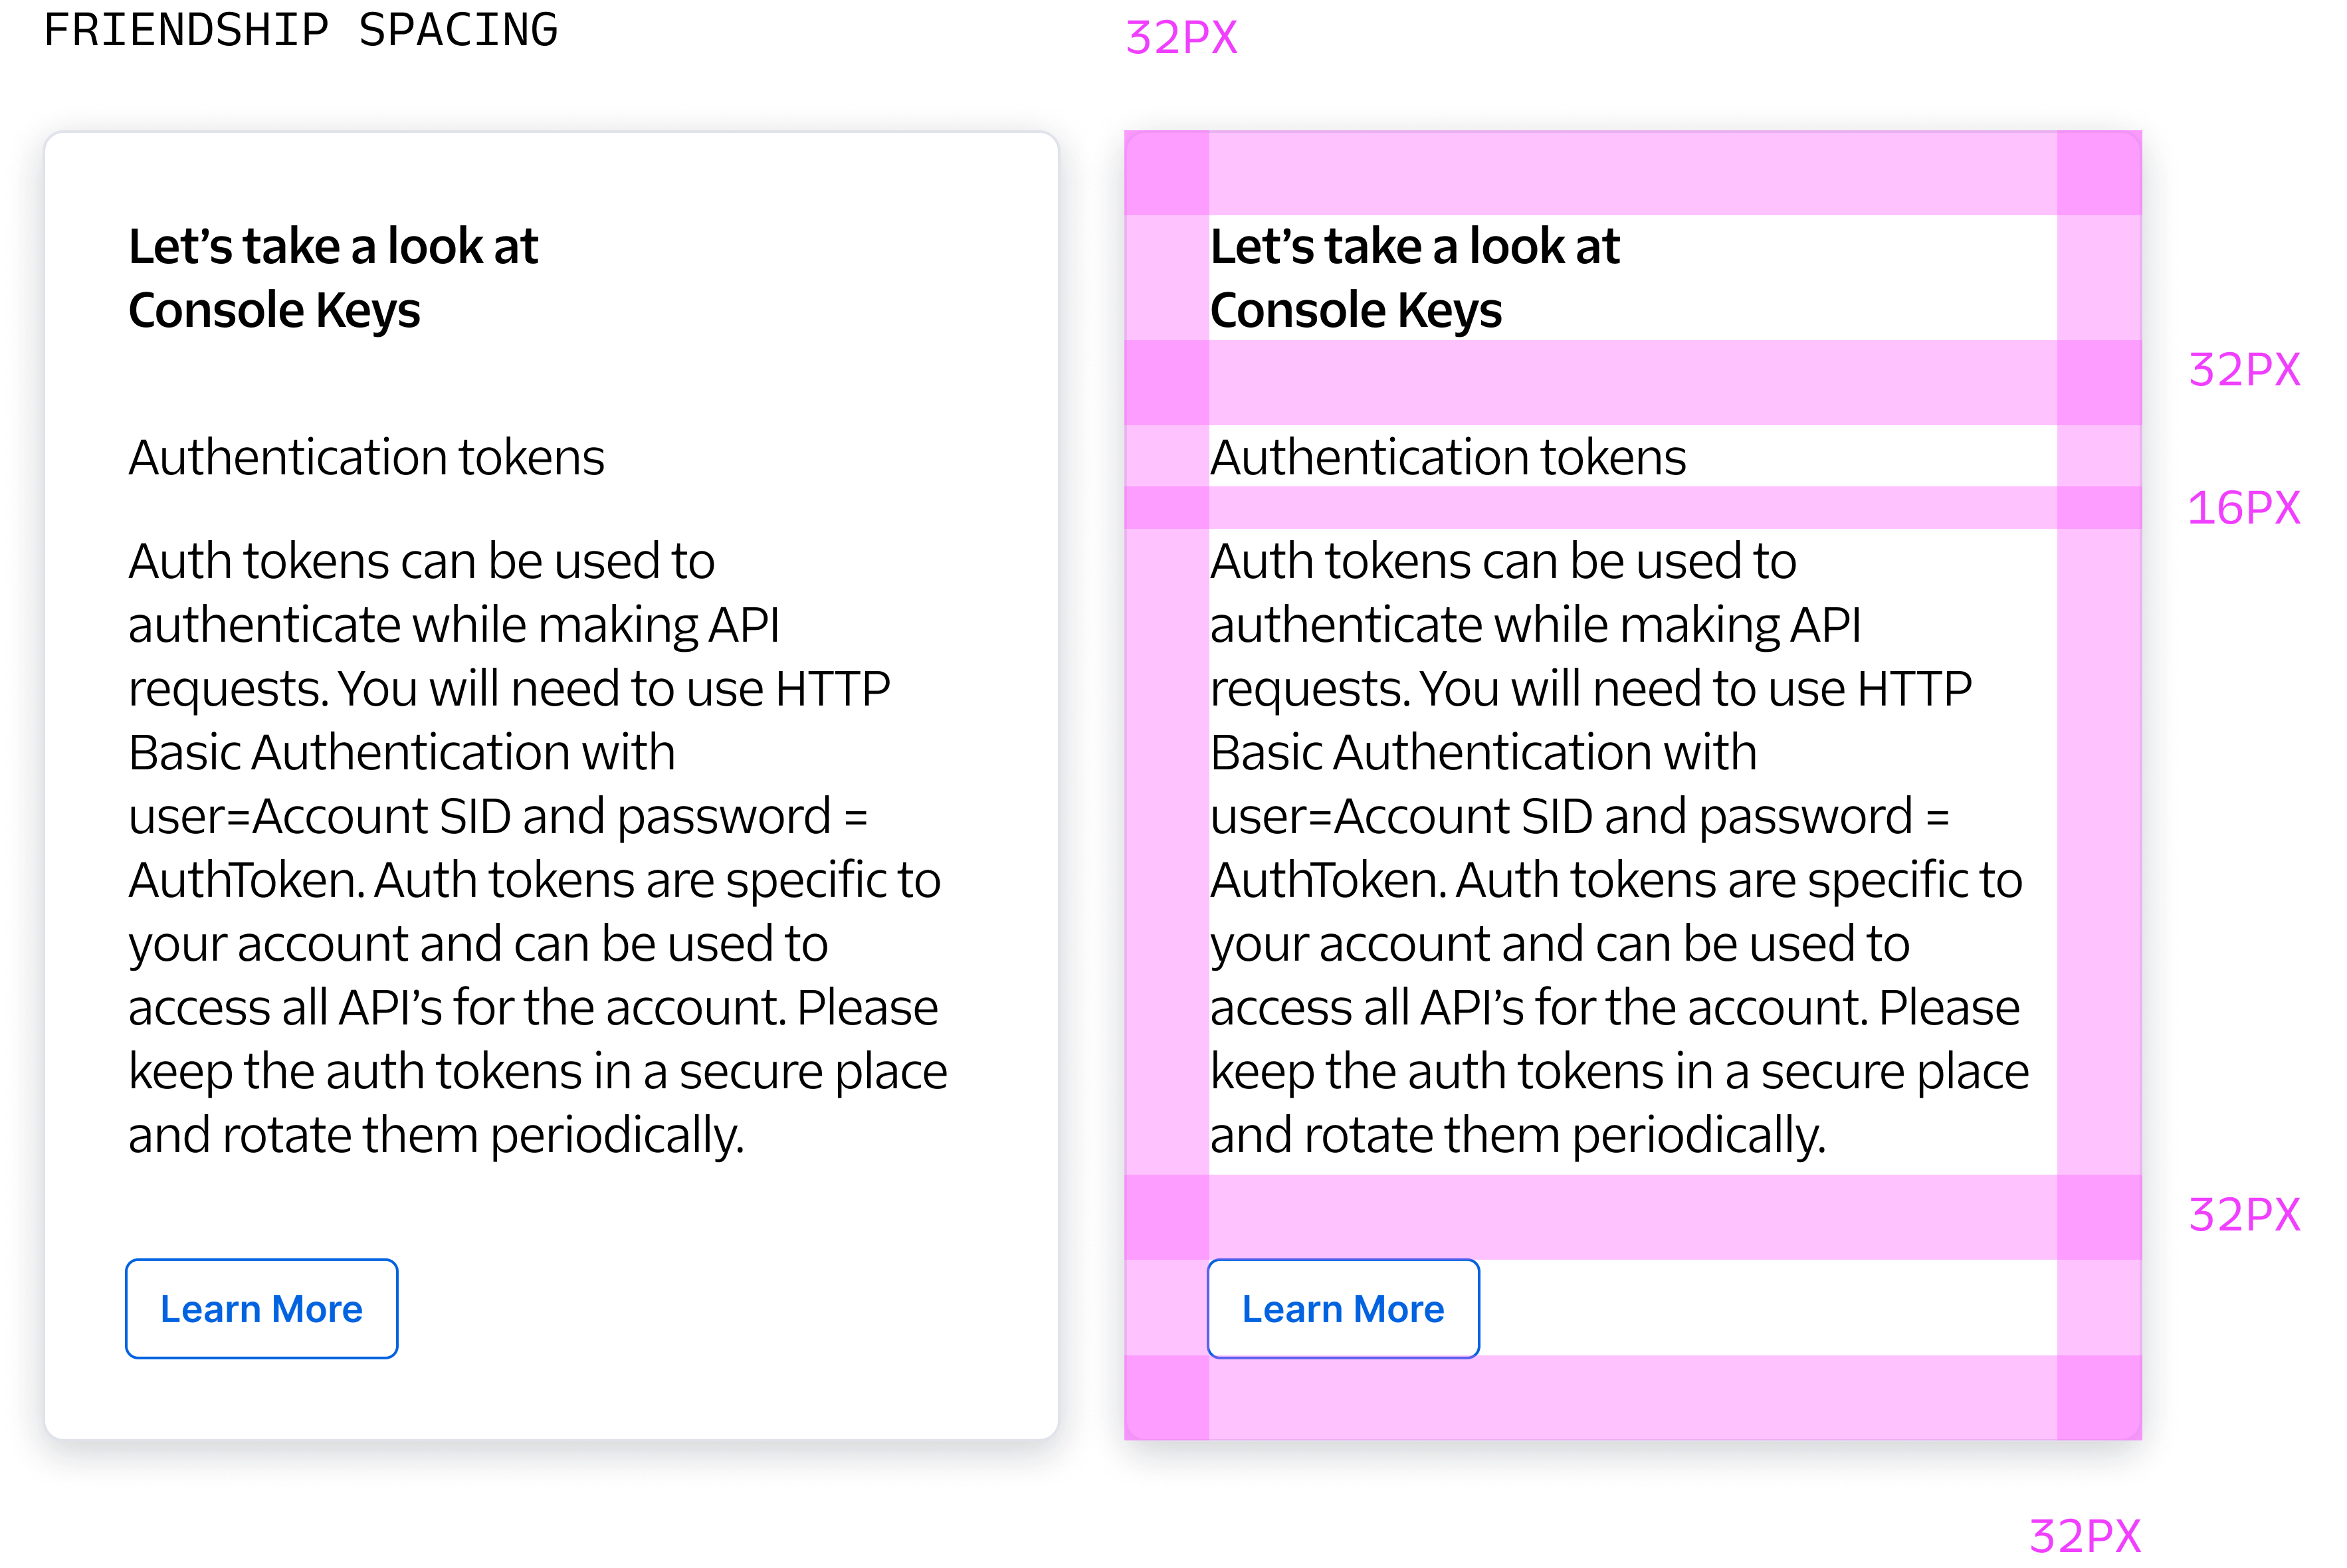 FRIENDSHIP SPACING
32PX
Let’s take a look at
Console Keys
Authentication tokens
Auth tokens can be used to
authenticate while making API
requests. You will need to use HTTP
Basic Authentication with
user=Account SID and password =
AuthToken. Auth tokens are specific to
your account and can be used to
access all API’s for the account. Please
keep the auth tokens in a secure place
and rotate them periodically.
Learn More
Let’s take a look at
Console Keys
32PX
Authentication tokens
16PX
Auth tokens can be used to
authenticate while making API
requests. You will need to use HTTP
Basic Authentication with
user=Account SID and password =
AuthToken. Auth tokens are specific to
your account and can be used to
access all API’s for the account. Please
keep the auth tokens in a secure place
and rotate them periodically.
32PX
Learn More
32PX